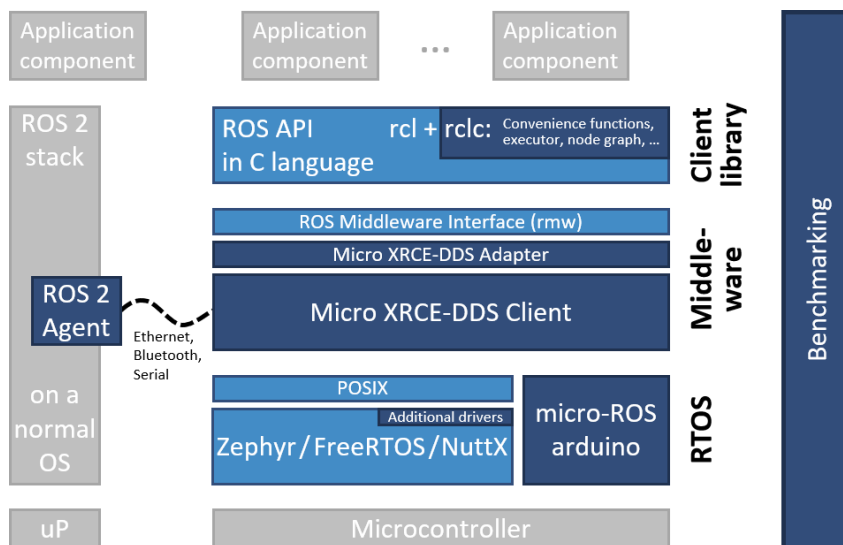 Application
component
Application
component
...
Application
component
ROS 2
stack
ROS API
in C language
rcl + rclc:
Convenience functions,
executor, node graph, ...
Client
library
ROS Middleware Interface (rmw)
Micro XRCE-DDS Adapter
Micro XRCE-DDS Client
Middle-
ware
ROS 2
Agent
Ethernet,
Bluetooth,
Serial
on a
normal
OS
POSIX
Additional drivers
Zephyr/FreeRTOS/NuttX
micro-ROS
arduino
RTOS
uP
Microcontroller
Benchmarking